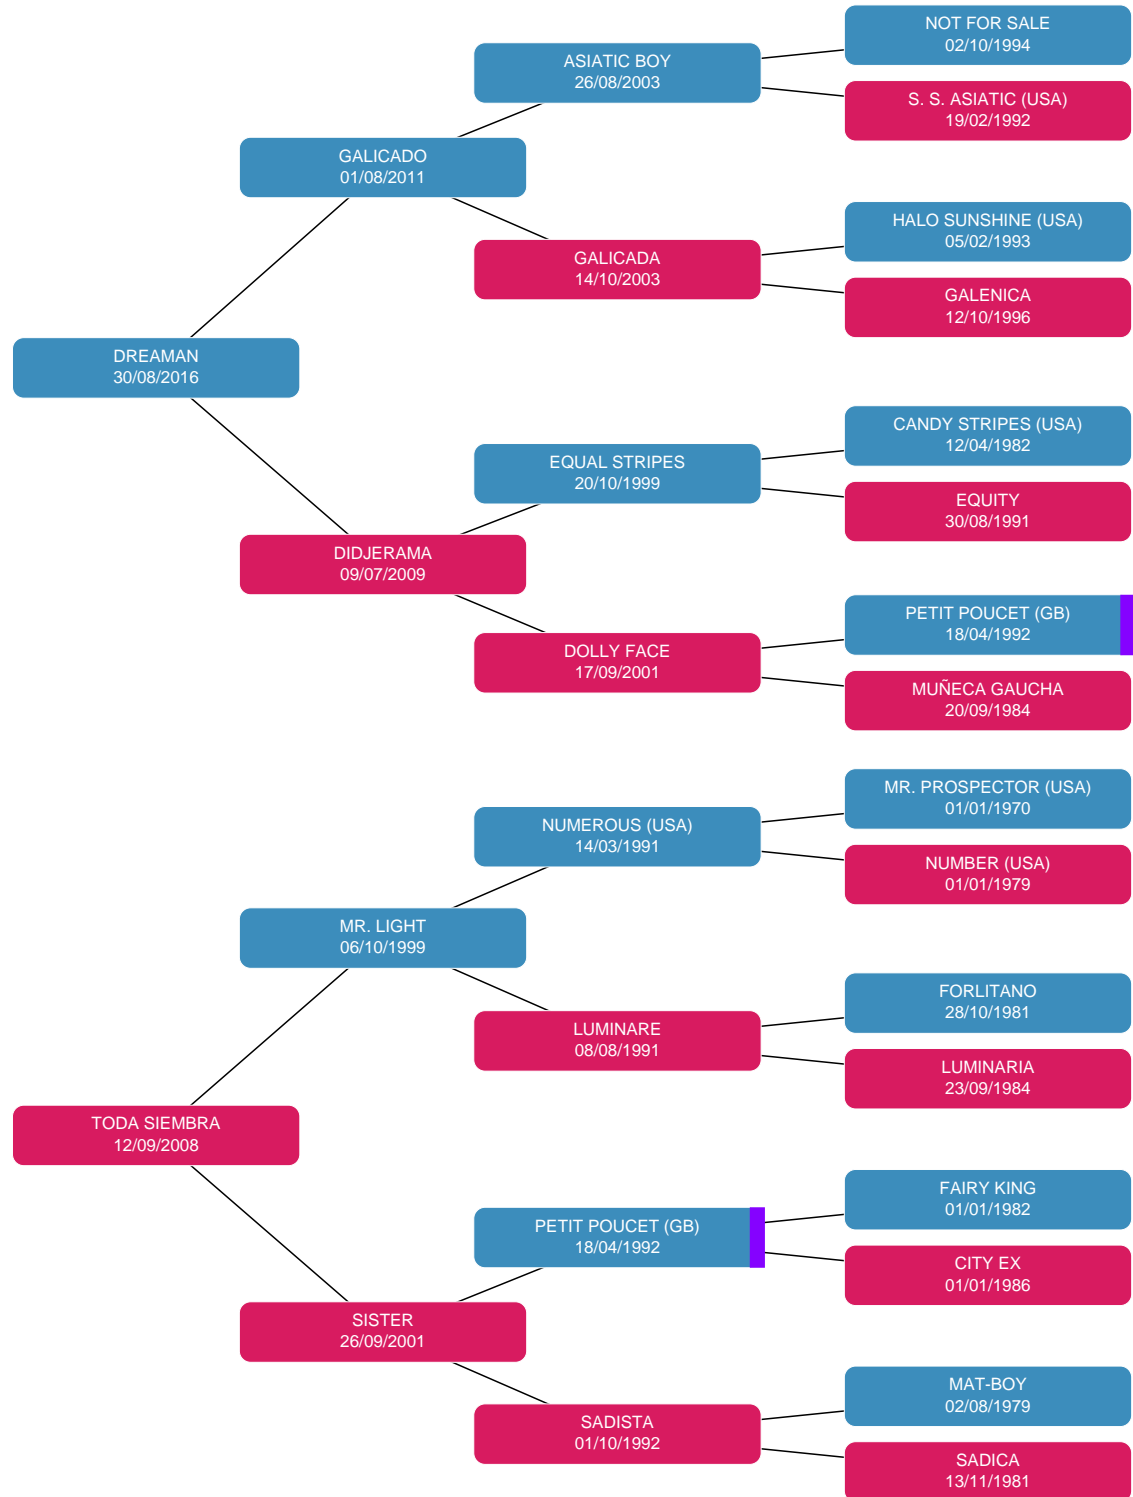 NOT FOR SALE
02/10/1994
ASIATIC BOY
26/08/2003
S. S. ASIATIC (USA)
19/02/1992
GALICADO
01/08/2011
HALO SUNSHINE (USA)
05/02/1993
GALICADA
14/10/2003
GALENICA
12/10/1996
DREAMAN
30/08/2016
CANDY STRIPES (USA)
12/04/1982
EQUAL STRIPES
20/10/1999
EQUITY
30/08/1991
DIDJERAMA
09/07/2009
PETIT POUCET (GB)
18/04/1992
DOLLY FACE
17/09/2001
MUÑECA GAUCHA
20/09/1984
MR. PROSPECTOR (USA)
01/01/1970
NUMEROUS (USA)
14/03/1991
NUMBER (USA)
01/01/1979
MR. LIGHT
06/10/1999
FORLITANO
28/10/1981
LUMINARE
08/08/1991
LUMINARIA
23/09/1984
TODA SIEMBRA
12/09/2008
FAIRY KING
01/01/1982
PETIT POUCET (GB)
18/04/1992
CITY EX
01/01/1986
SISTER
26/09/2001
MAT-BOY
02/08/1979
SADISTA
01/10/1992
SADICA
13/11/1981